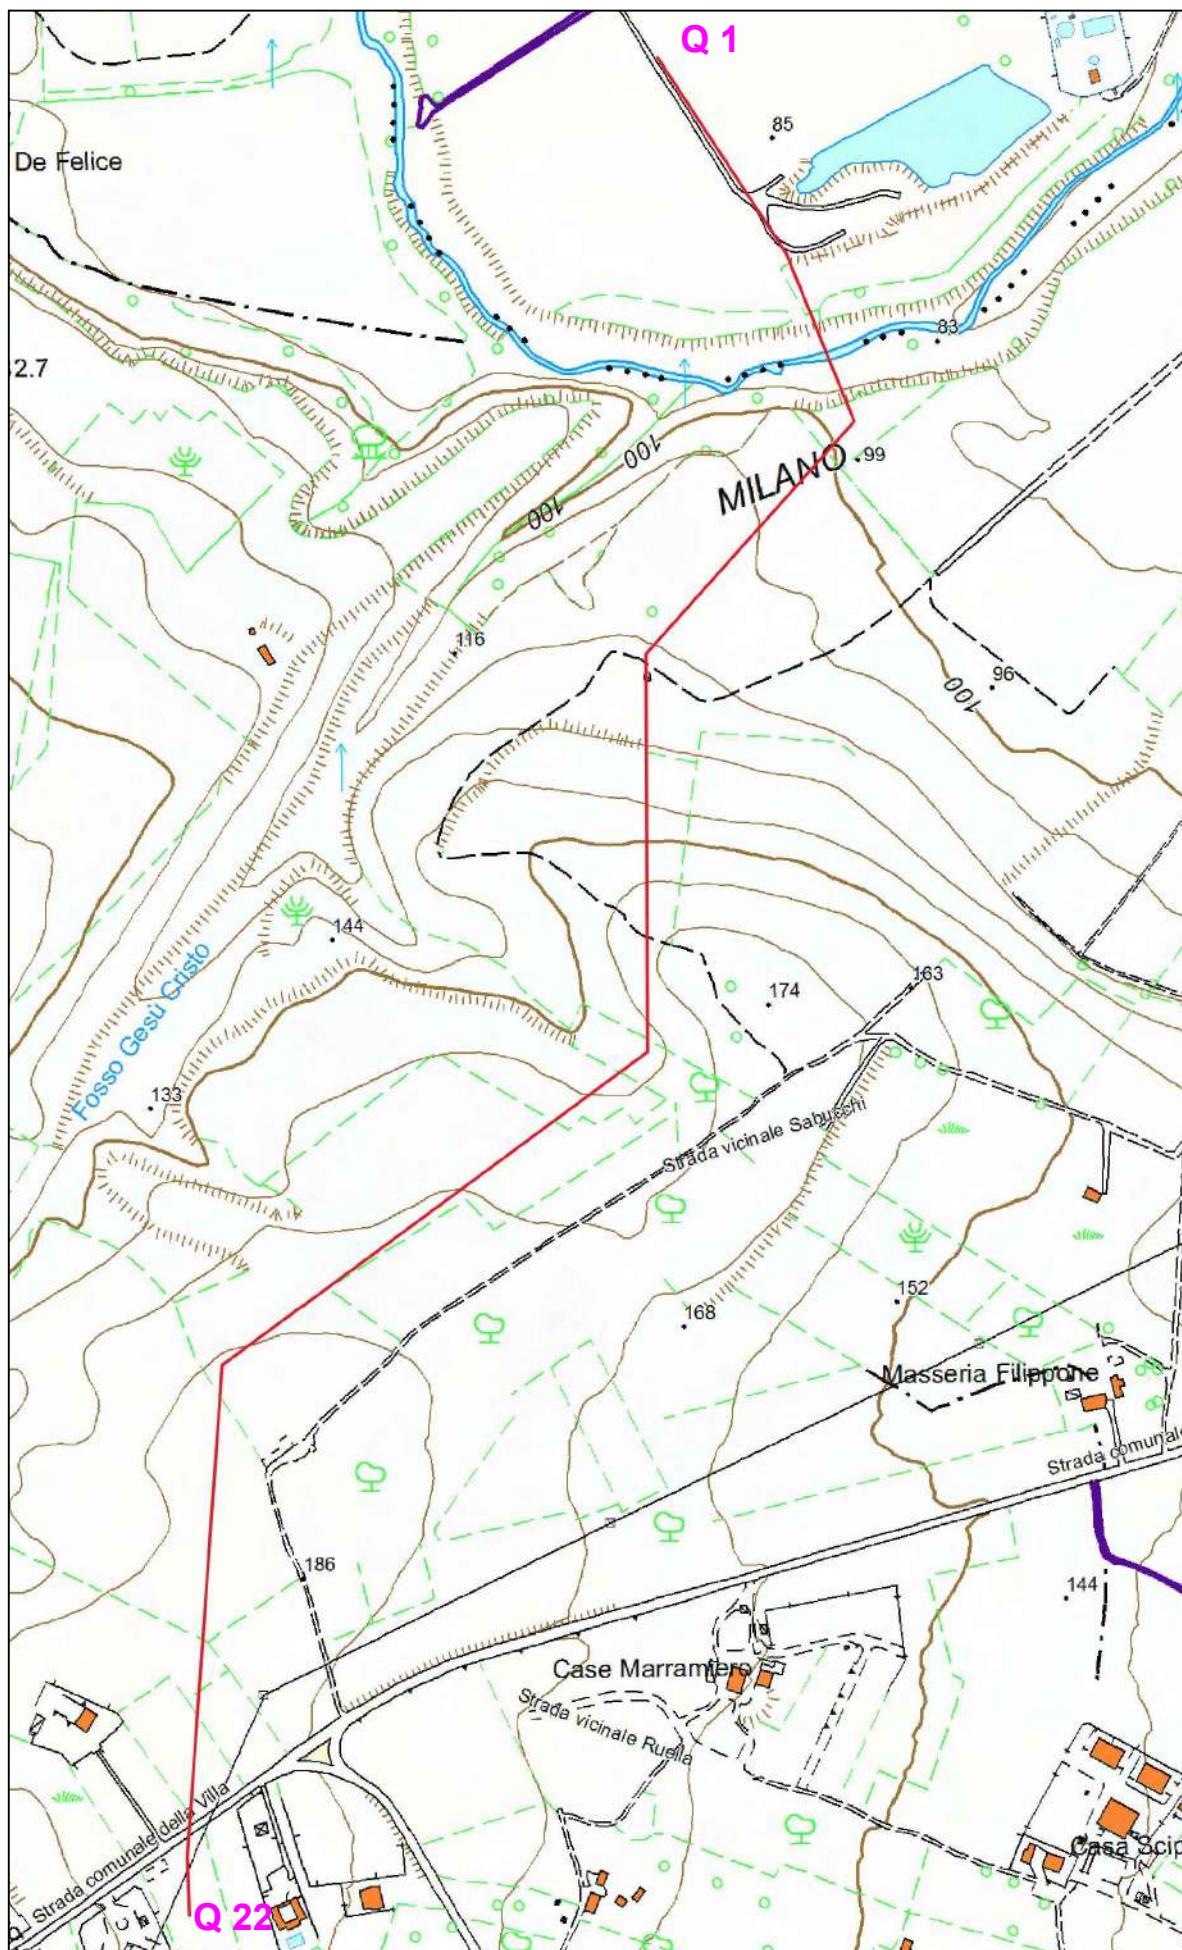 Q 1
85
De Felice
83
2.7
100
MILANO
99
100
116
96
100
144
163
174
Fosso Gesù Cristo
133
Strada vicinale Sabucchi
152
168
Masseria Filippone
Strada comunale
186
144
Case Marramiero
Strada vicinale Ruella
Strada comunale della Villa
Casa Scip
Q 22